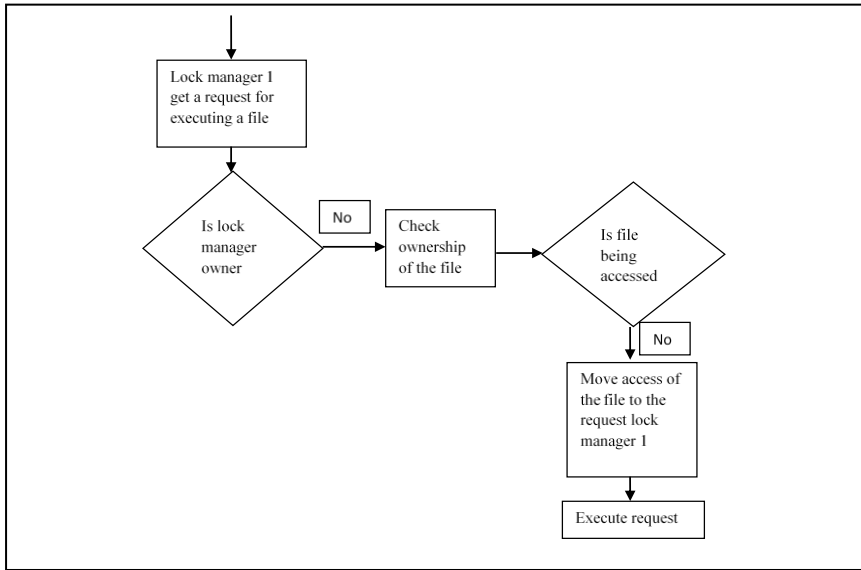 Lock manager 1
get a request for
executing a file
Is lock
manager
owner
No
Check
ownership
of the file
Is file
being
accessed
No
Move access of
the file to the
request lock
manager 1
Execute request